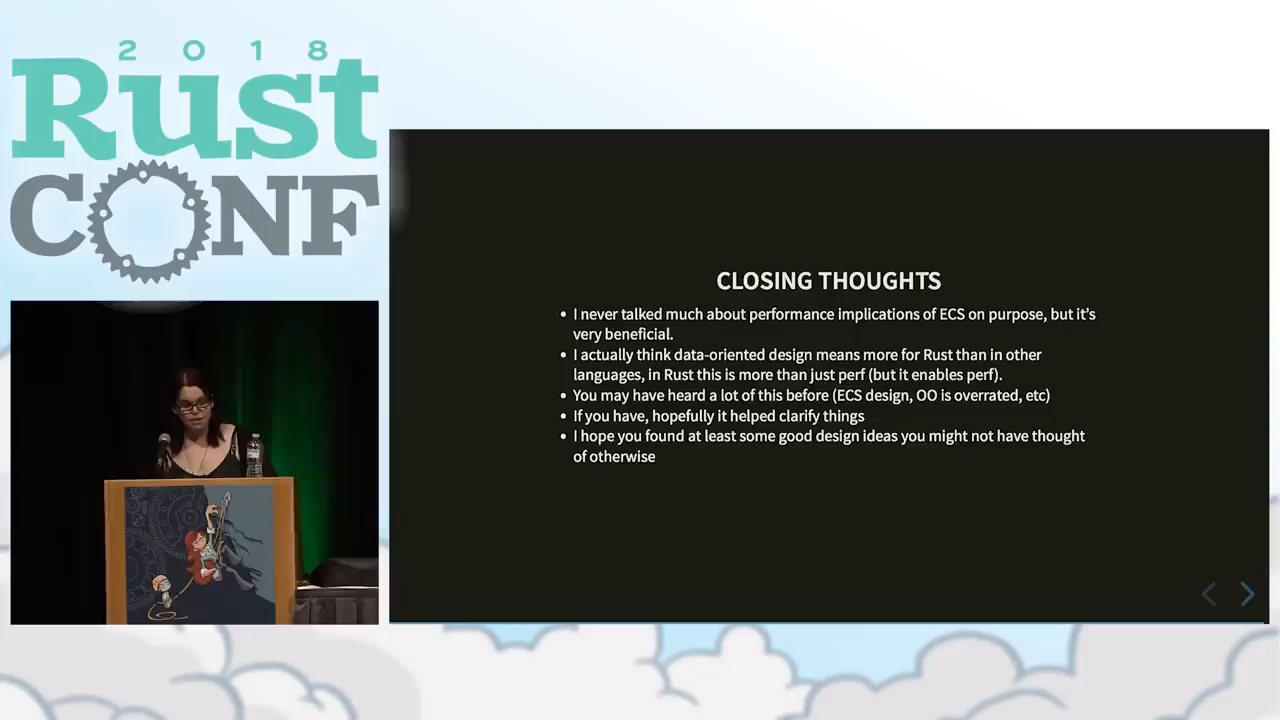 2018
Rust
CONF
CLOSING THOUGHTS
• I never talked much about performance implications of ECS on purpose, but it's
very beneficial.
• I actually think data-oriented design means more for Rust than in other
languages, in Rust this is more than just perf (but it enables perf).
• You may have heard a lot of this before (ECS design, OO is overrated, etc)
• If you have, hopefully it helped clarify things
• I hope you found at least some good design ideas you might not have thought
of otherwise